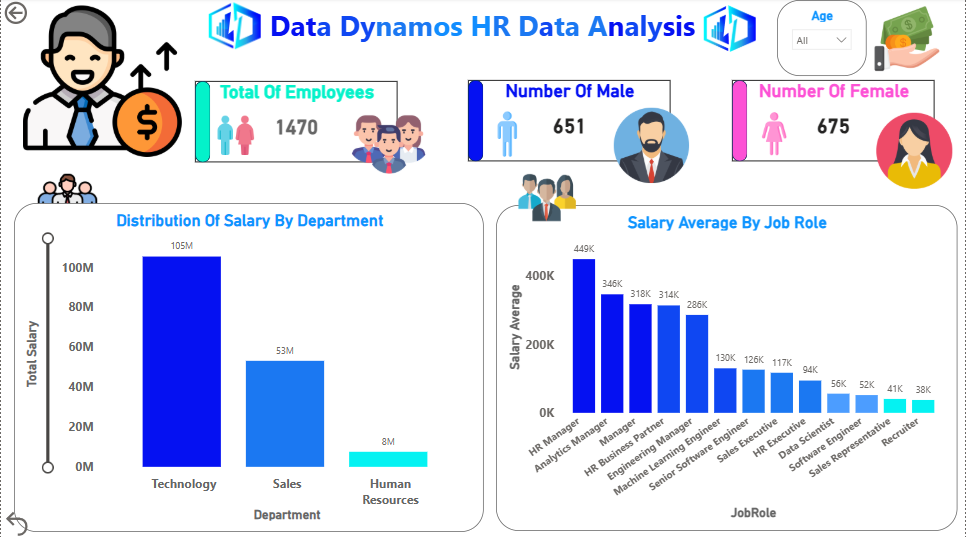 Data Dynamos HR Data Analysis
Age
All
Total Of Employees
1470
Number Of Male
651
Number Of Female
675
Distribution Of Salary By Department
Total Salary
100M
80M
60M
40M
20M
0M
105M
53M
8M
Technology
Sales
Human
Resources
Department
Salary Average By Job Role
Salary Average
400K
200K
0K
449K
346K
318K
314K
286K
130K
126K
117K
94K
56K
52K
41K
38K
HR Manager
Analytics Manager
Manager
HR Business Partner
Engineering Manager
Machine Learning Engineer
Senior Software Engineer
Sales Executive
HR Executive
Data Scientist
Software Engineer
Sales Representative
Recruiter
JobRole